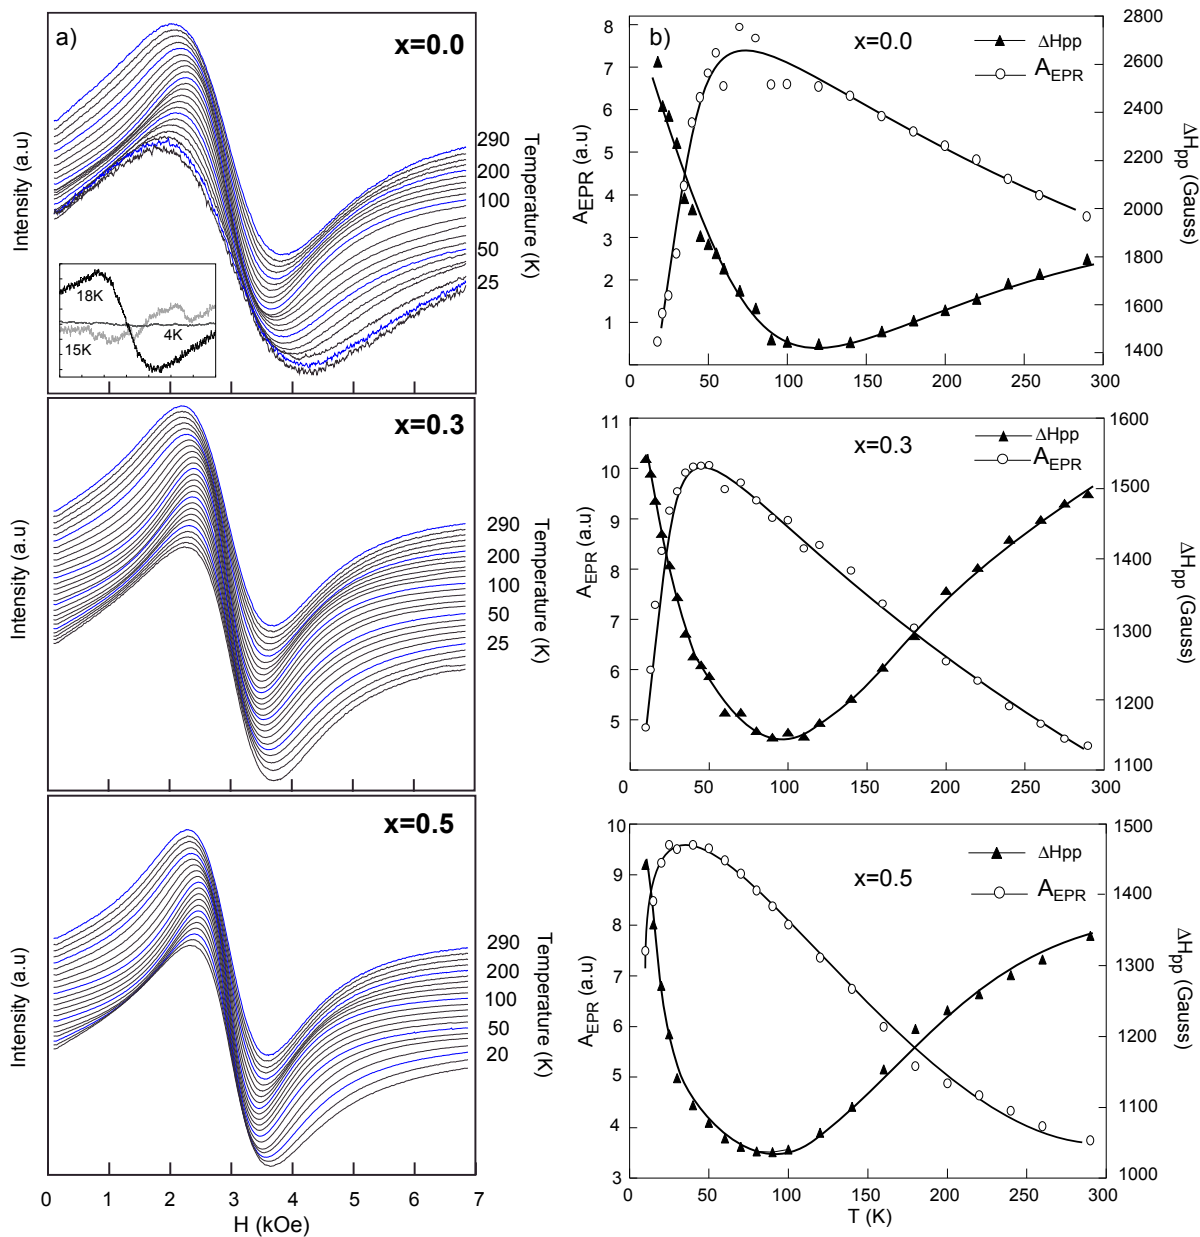 a)
x=0.0
Intensity (a.u)
290
200
100
50
25
Temperature (K)
18K
15K
4K
x=0.3
Intensity (a.u)
290
200
100
50
25
Temperature (K)
x=0.5
Intensity (a.u)
290
200
100
50
20
Temperature (K)
0 1 2 3 4 5 6 7
H (kOe)
b)
x=0.0
ΔHpp
AEPR
8
7
6
5
4
3
2
1
AEPR (a.u)
2800
2600
2400
2200
2000
1800
1600
1400
ΔHpp (Gauss)
0 50 100 150 200 250 300
x=0.3
ΔHpp
AEPR
11
10
9
8
7
6
5
AEPR (a.u)
1600
1500
1400
1300
1200
1100
ΔHpp (Gauss)
0 50 100 150 200 250 300
x=0.5
ΔHpp
AEPR
10
9
8
7
6
5
4
3
AEPR (a.u)
1500
1400
1300
1200
1100
1000
ΔHpp (Gauss)
0 50 100 150 200 250 300
T (K)